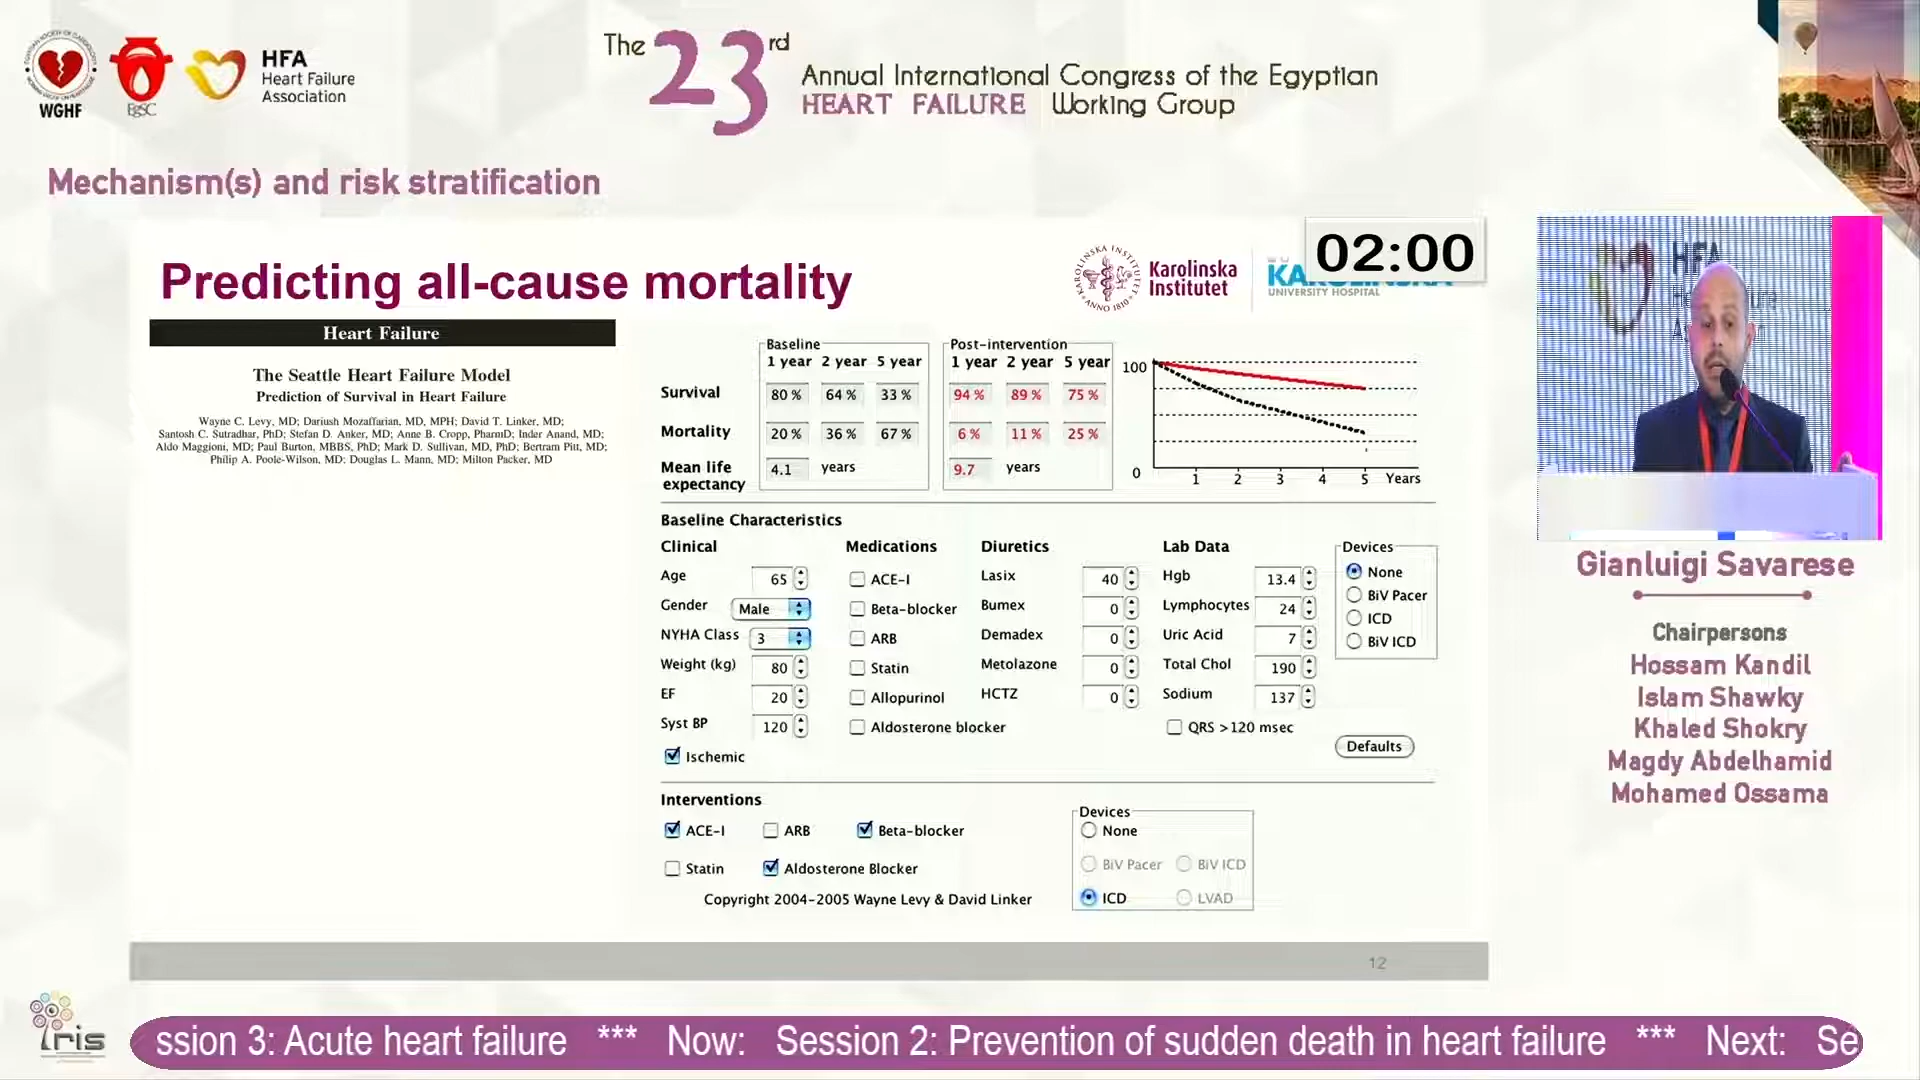 WGHF
EgSC
HFA
Heart Failure
Association
The 23rd
Annual International Congress of the Egyptian
HEART FAILURE Working Group
Mechanism(s) and risk stratification
Predicting all-cause mortality
Karolinska
Institutet
UNIVERSITY HOSPITAL
02:00
Heart Failure
The Seattle Heart Failure Model
Prediction of Survival in Heart Failure
Wayne C. Levy, MD; Dariush Mozaffarian, MD, MPH; David T. Linker, MD;
Santosh C. Sutradhar, PhD; Stefan D. Anker, MD; Anne B. Cropp, PharmD; Inder Anand, MD;
Aldo Maggioni, MD; Paul Burton, MBBS, PhD; Mark D. Sullivan, MD, PhD; Bertram Pitt, MD;
Philip A. Poole-Wilson, MD; Douglas L. Mann, MD; Milton Packer, MD
Baseline Post-intervention
1 year 2 year 5 year 1 year 2 year 5 year
Survival 80 % 64 % 33 % 94 % 89 % 75 %
Mortality 20 % 36 % 67 % 6 % 11 % 25 %
Mean life
expectancy 4.1 years 9.7 years
100
0
1 2 3 4 5 Years
Baseline Characteristics
Clinical Medications Diuretics Lab Data Devices
Age 65 ACE-I Lasix 40 Hgb 13.4 None
Gender Male Beta-blocker Bumex 0 Lymphocytes 24 BiV Pacer
NYHA Class 3 ARB Demadex 0 Uric Acid 7 ICD
Weight (kg) 80 Statin Metolazone 0 Total Chol 190 BiV ICD
EF 20 Allopurinol HCTZ 0 Sodium 137
Syst BP 120 Aldosterone blocker QRS >120 msec
Defaults
Ischemic
Interventions
Devices
ACE-I ARB Beta-blocker None
Statin Aldosterone Blocker BiV Pacer BiV ICD
Copyright 2004-2005 Wayne Levy & David Linker ICD LVAD
12
HFA
Gianluigi Savarese
Chairpersons
Hossam Kandil
Islam Shawky
Khaled Shokry
Magdy Abdelhamid
Mohamed Ossama
Iris
ssion 3: Acute heart failure *** Now: Session 2: Prevention of sudden death in heart failure *** Next: Se